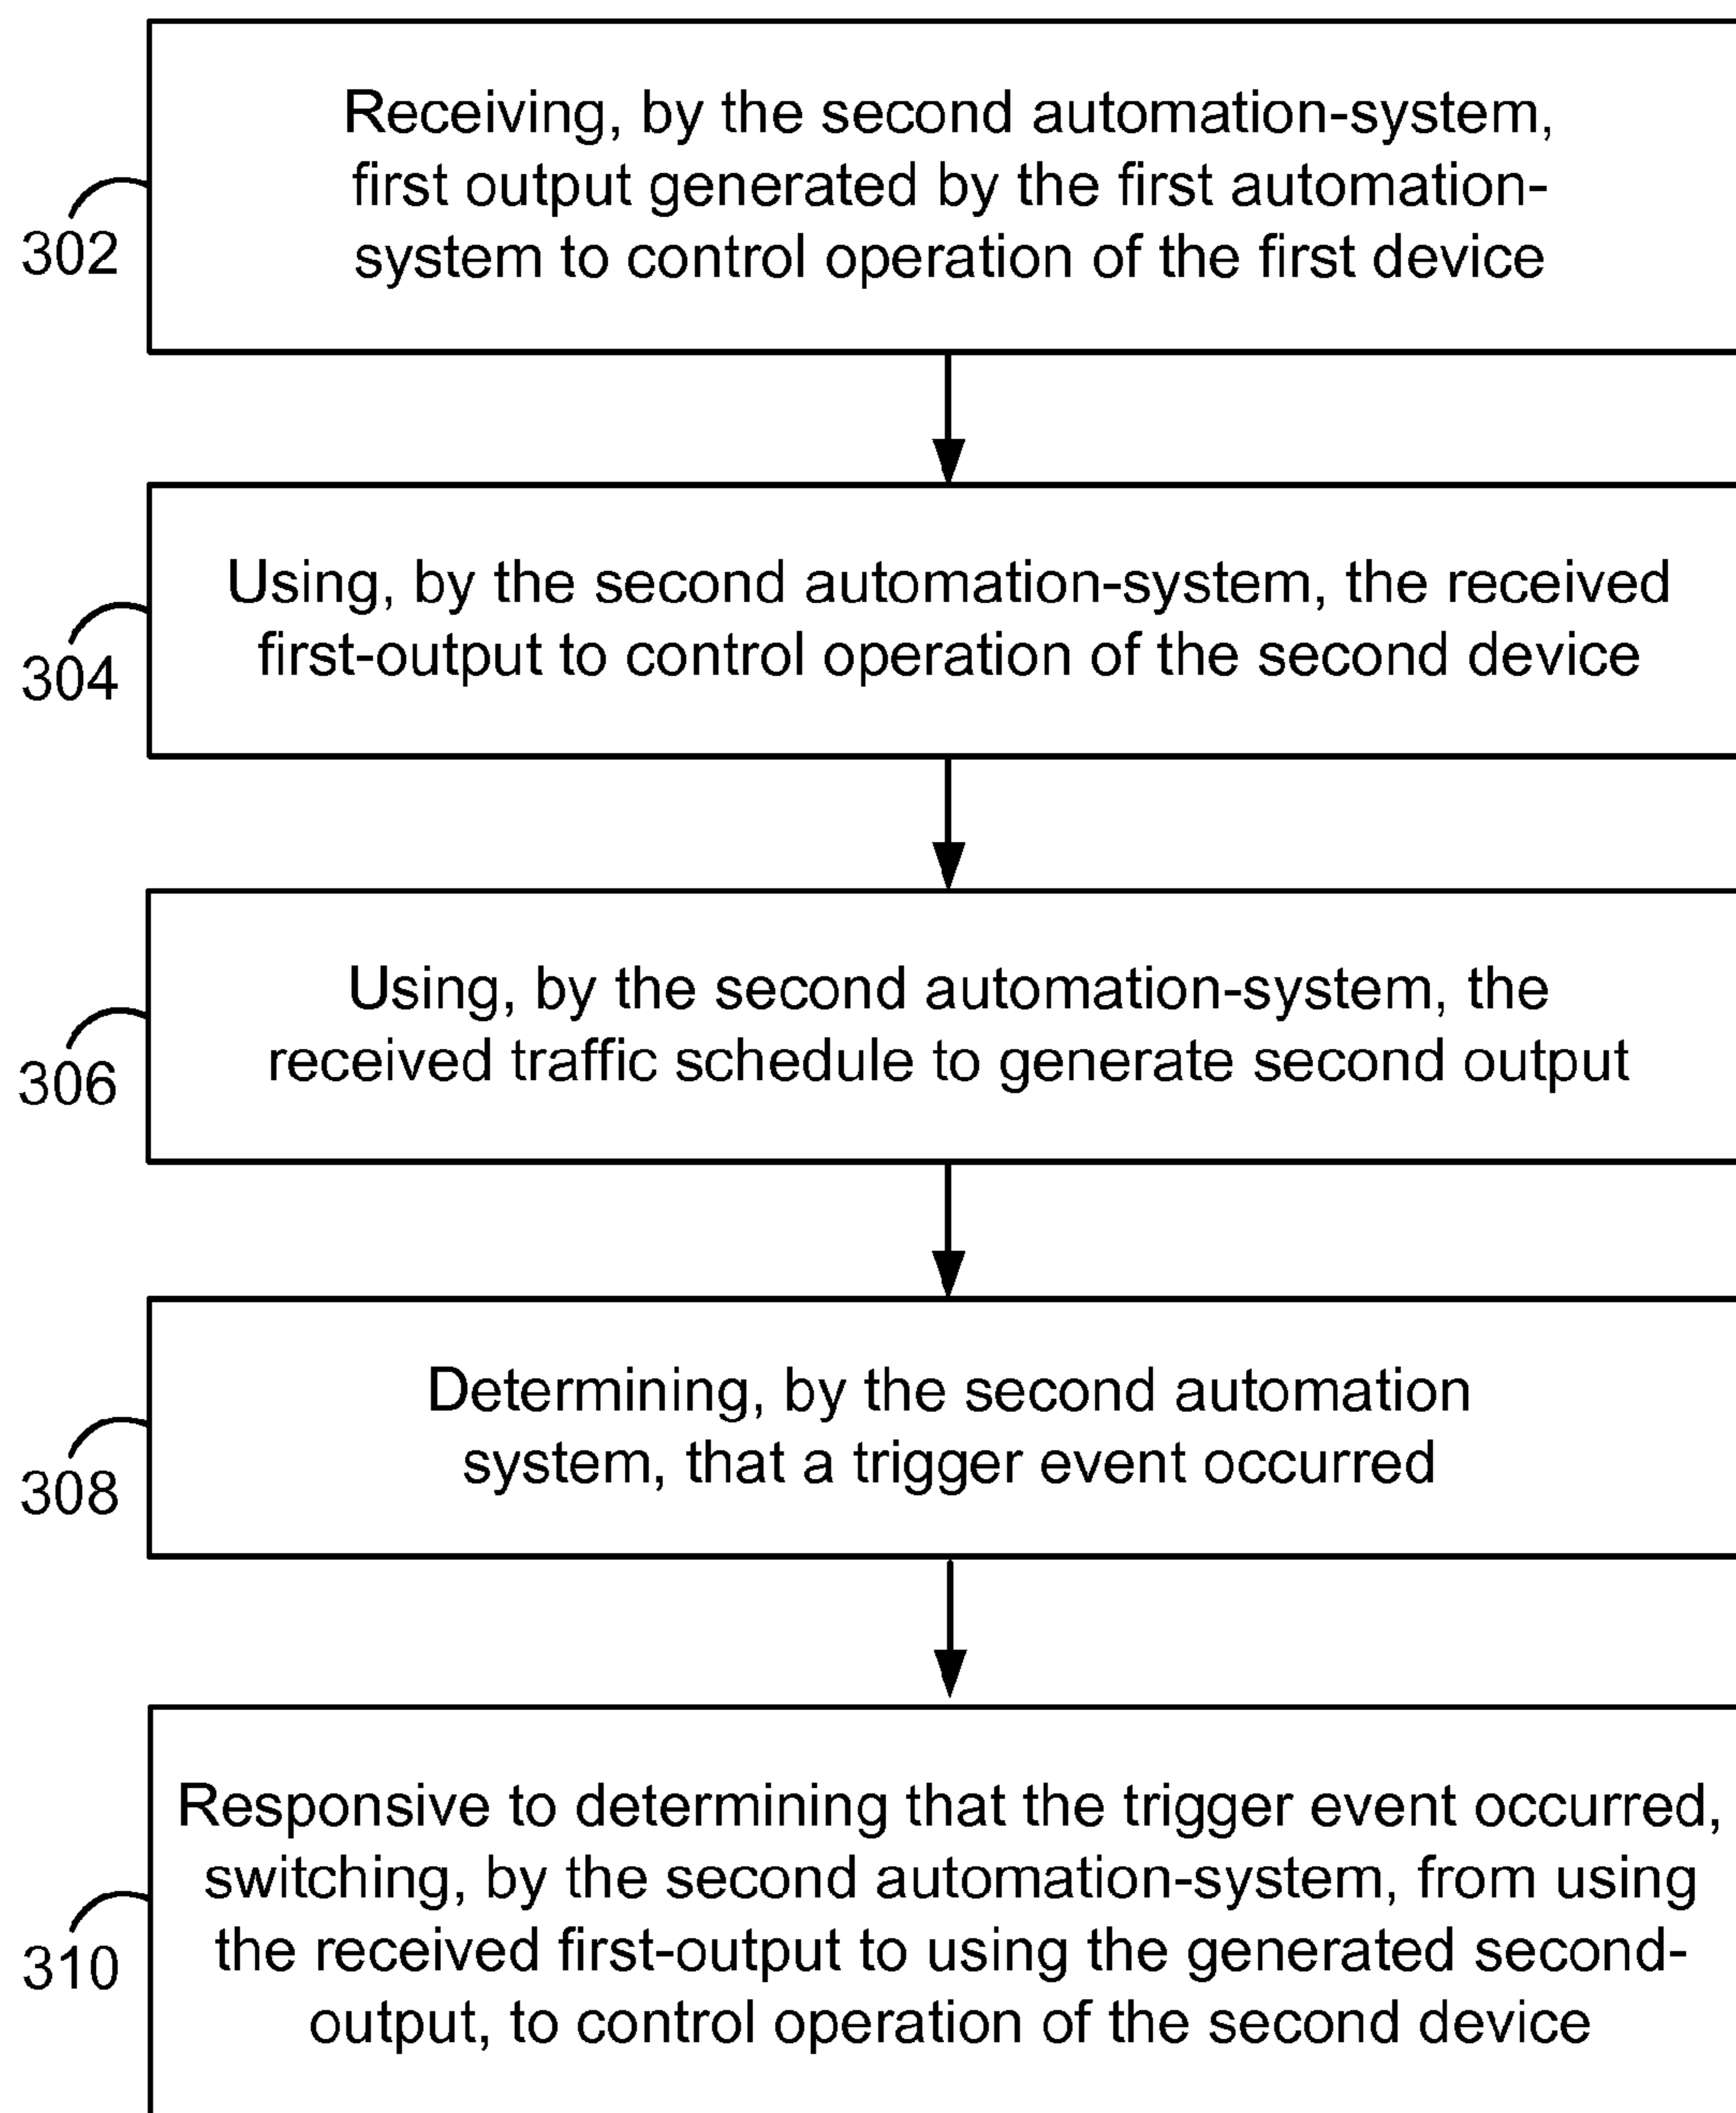 Receiving, by the second automation-system,
first output generated by the first automation-
system to control operation of the first device
302
Using, by the second automation-system, the received
first-output to control operation of the second device
304
Using, by the second automation-system, the
received traffic schedule to generate second output
306
Determining, by the second automation
system, that a trigger event occurred
308
Responsive to determining that the trigger event occurred,
switching, by the second automation-system, from using
the received first-output to using the generated second-
output, to control operation of the second device
310